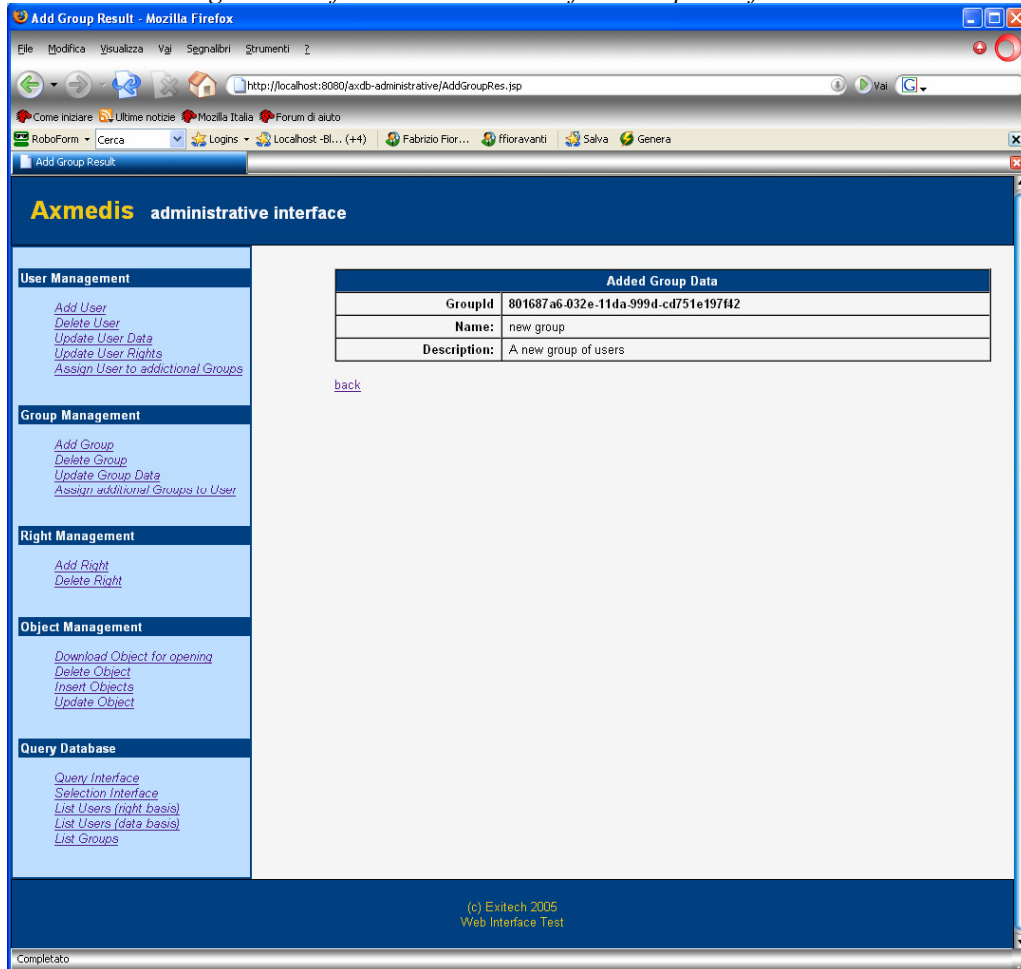 Add Group Result - Mozilla Firefox
File Modifica Visualizza Vai Segnalibri Strumenti ?
http://localhost:8080/axdb-administrative/AddGroupRes.jsp Vai G
Come iniziare Ultime notizie Mozilla Italia Forum di aiuto
RoboForm Cerca Logins Localhost -Bl... (+4) Fabrizio Fior... ffioravanti Salva Genera
Add Group Result
Axmedis administrative interface
User Management
Add User
Delete User
Update User Data
Update User Rights
Assign User to addictional Groups
Group Management
Add Group
Delete Group
Update Group Data
Assign additional Groups to User
Right Management
Add Right
Delete Right
Object Management
Download Object for opening
Delete Object
Insert Objects
Update Object
Query Database
Query Interface
Selection Interface
List Users (right basis)
List Users (data basis)
List Groups
Added Group Data
GroupId 801687a6-032e-11da-999d-cd751e197f42
Name: new group
Description: A new group of users
back
(c) Exitech 2005
Web Interface Test
Completato